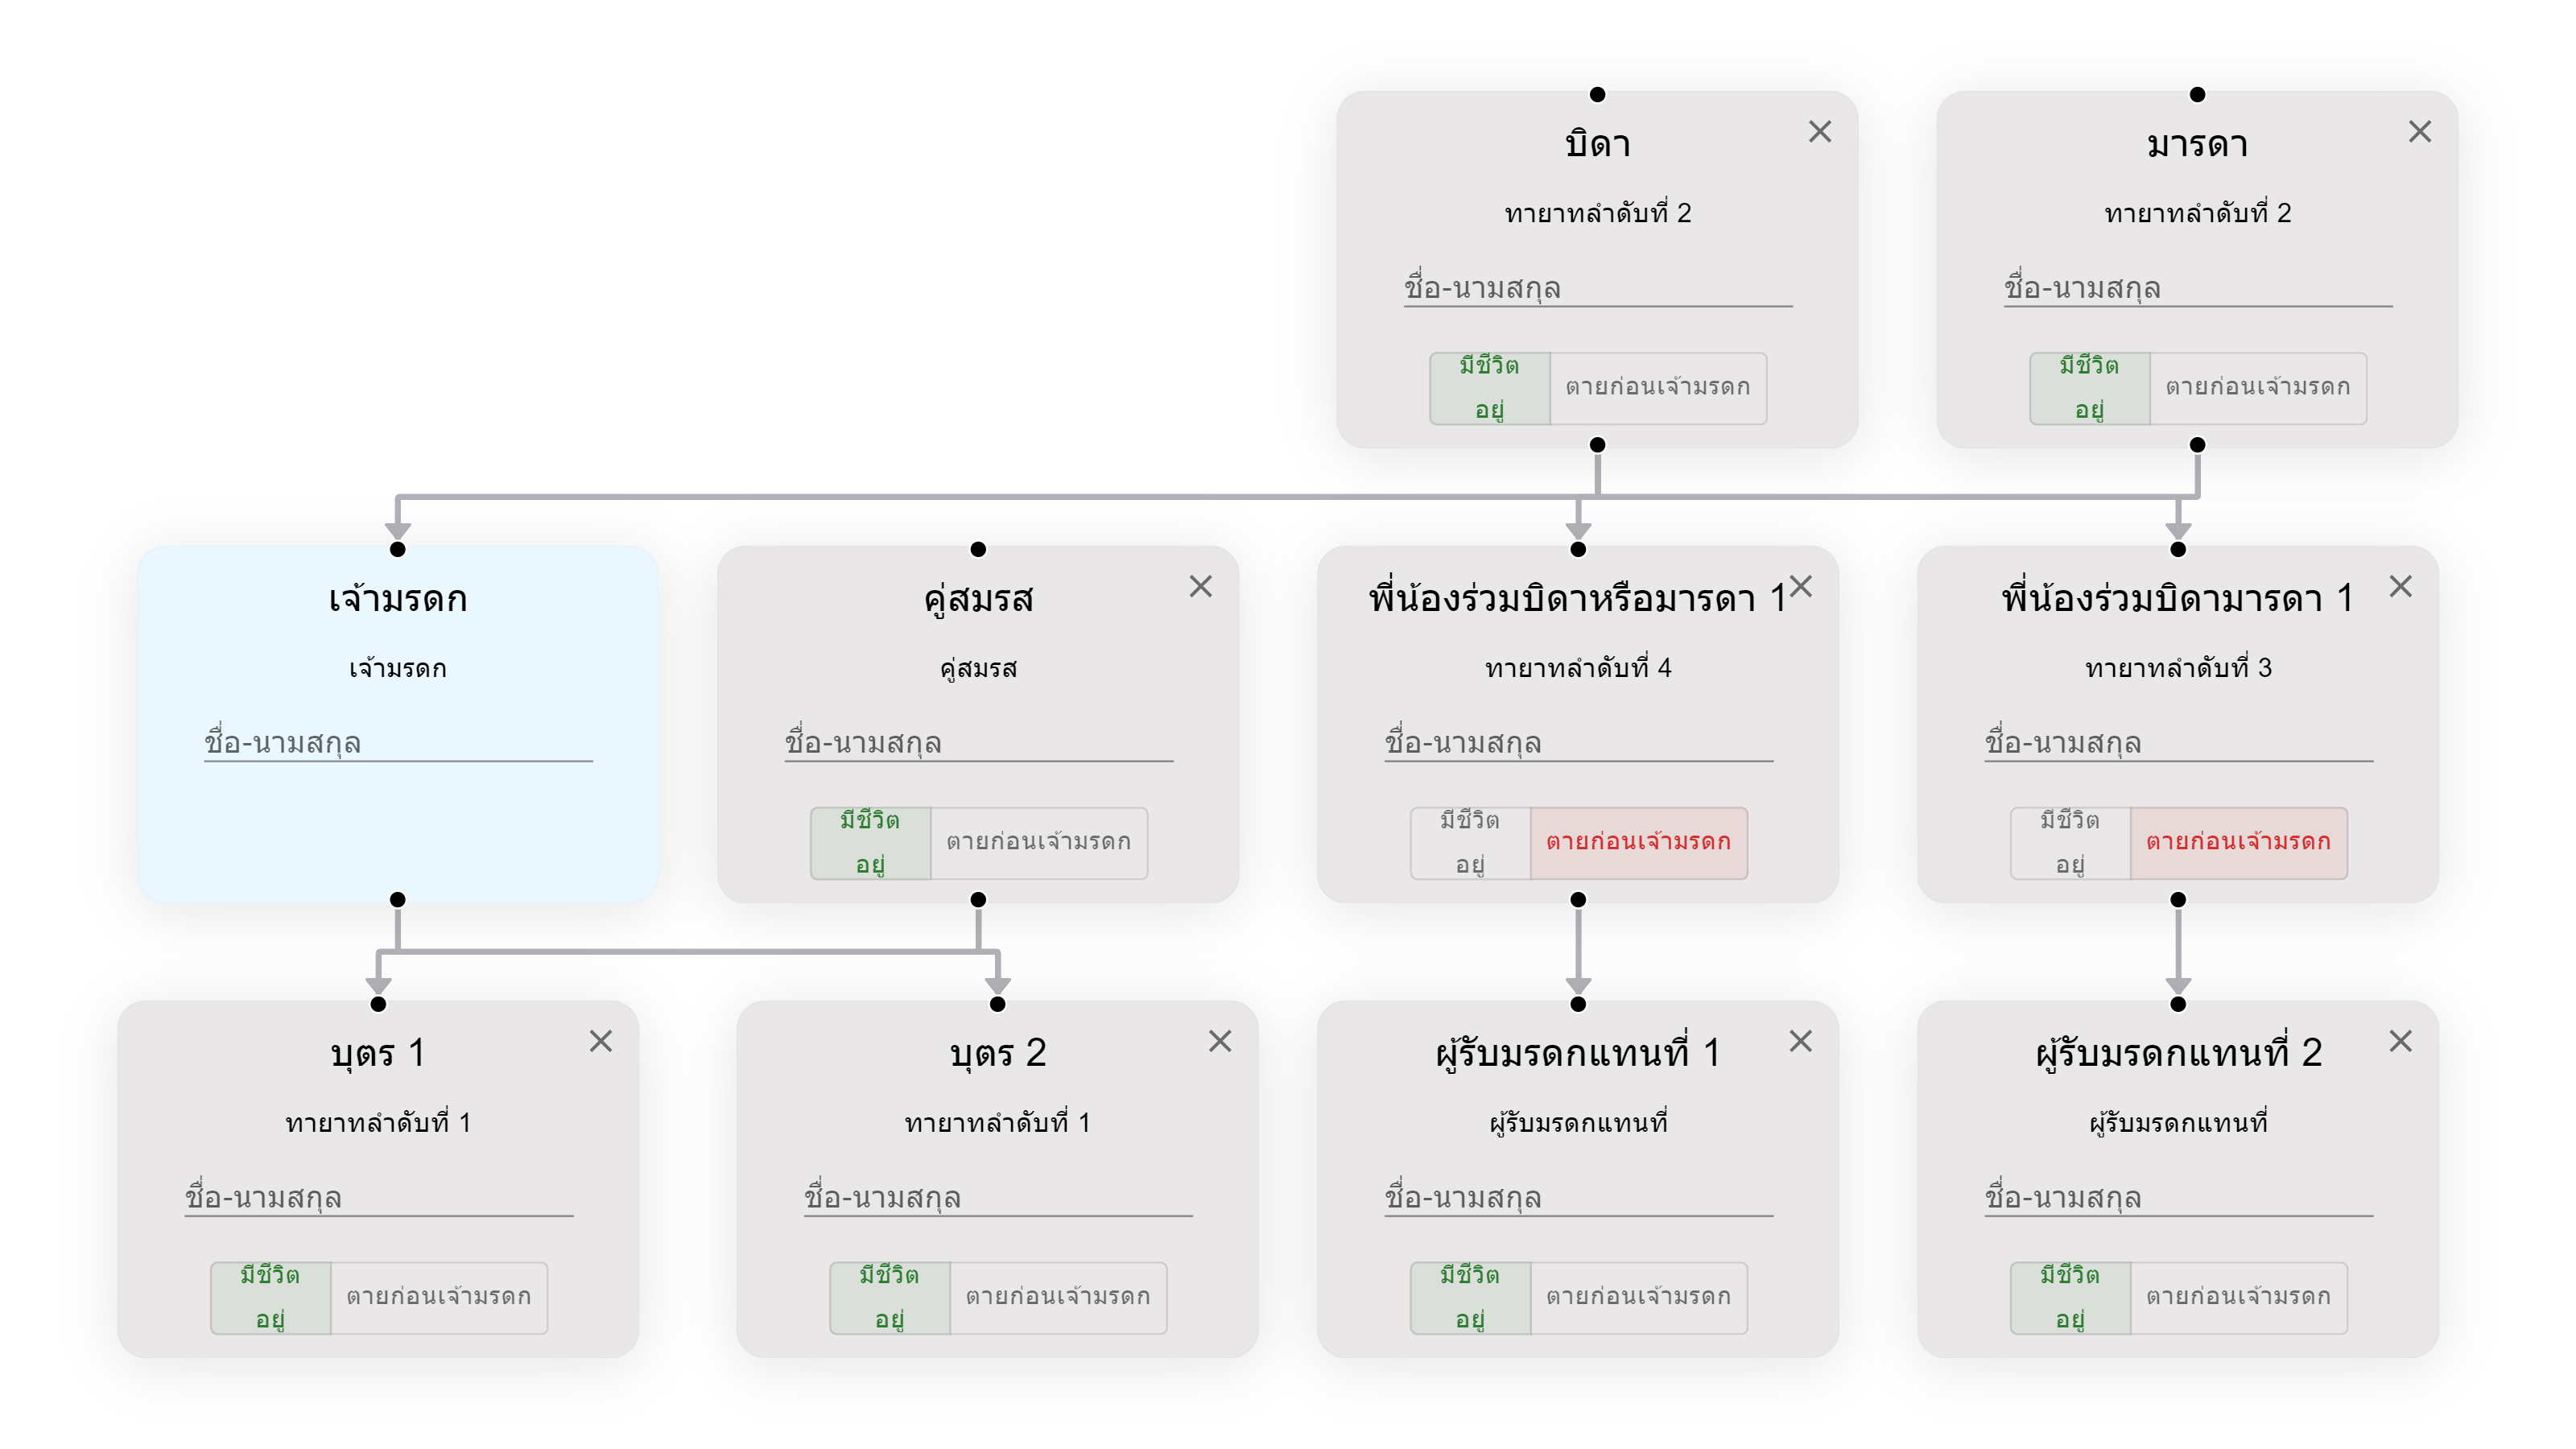 บิดา
ทายาทลำดับที่ 2
ชื่อ-นามสกุล
มีชีวิต
อยู่
ตายก่อนเจ้ามรดก
มารดา
ทายาทลำดับที่ 2
ชื่อ-นามสกุล
มีชีวิต
อยู่
ตายก่อนเจ้ามรดก
เจ้ามรดก
เจ้ามรดก
ชื่อ-นามสกุล
คู่สมรส
คู่สมรส
ชื่อ-นามสกุล
มีชีวิต
อยู่
ตายก่อนเจ้ามรดก
พี่น้องร่วมบิดาหรือมารดา 1
ทายาทลำดับที่ 4
ชื่อ-นามสกุล
มีชีวิต
อยู่
ตายก่อนเจ้ามรดก
พี่น้องร่วมบิดามารดา 1
ทายาทลำดับที่ 3
ชื่อ-นามสกุล
มีชีวิต
อยู่
ตายก่อนเจ้ามรดก
บุตร 1
ทายาทลำดับที่ 1
ชื่อ-นามสกุล
มีชีวิต
อยู่
ตายก่อนเจ้ามรดก
บุตร 2
ทายาทลำดับที่ 1
ชื่อ-นามสกุล
มีชีวิต
อยู่
ตายก่อนเจ้ามรดก
ผู้รับมรดกแทนที่ 1
ผู้รับมรดกแทนที่
ชื่อ-นามสกุล
มีชีวิต
อยู่
ตายก่อนเจ้ามรดก
ผู้รับมรดกแทนที่ 2
ผู้รับมรดกแทนที่
ชื่อ-นามสกุล
มีชีวิต
อยู่
ตายก่อนเจ้ามรดก